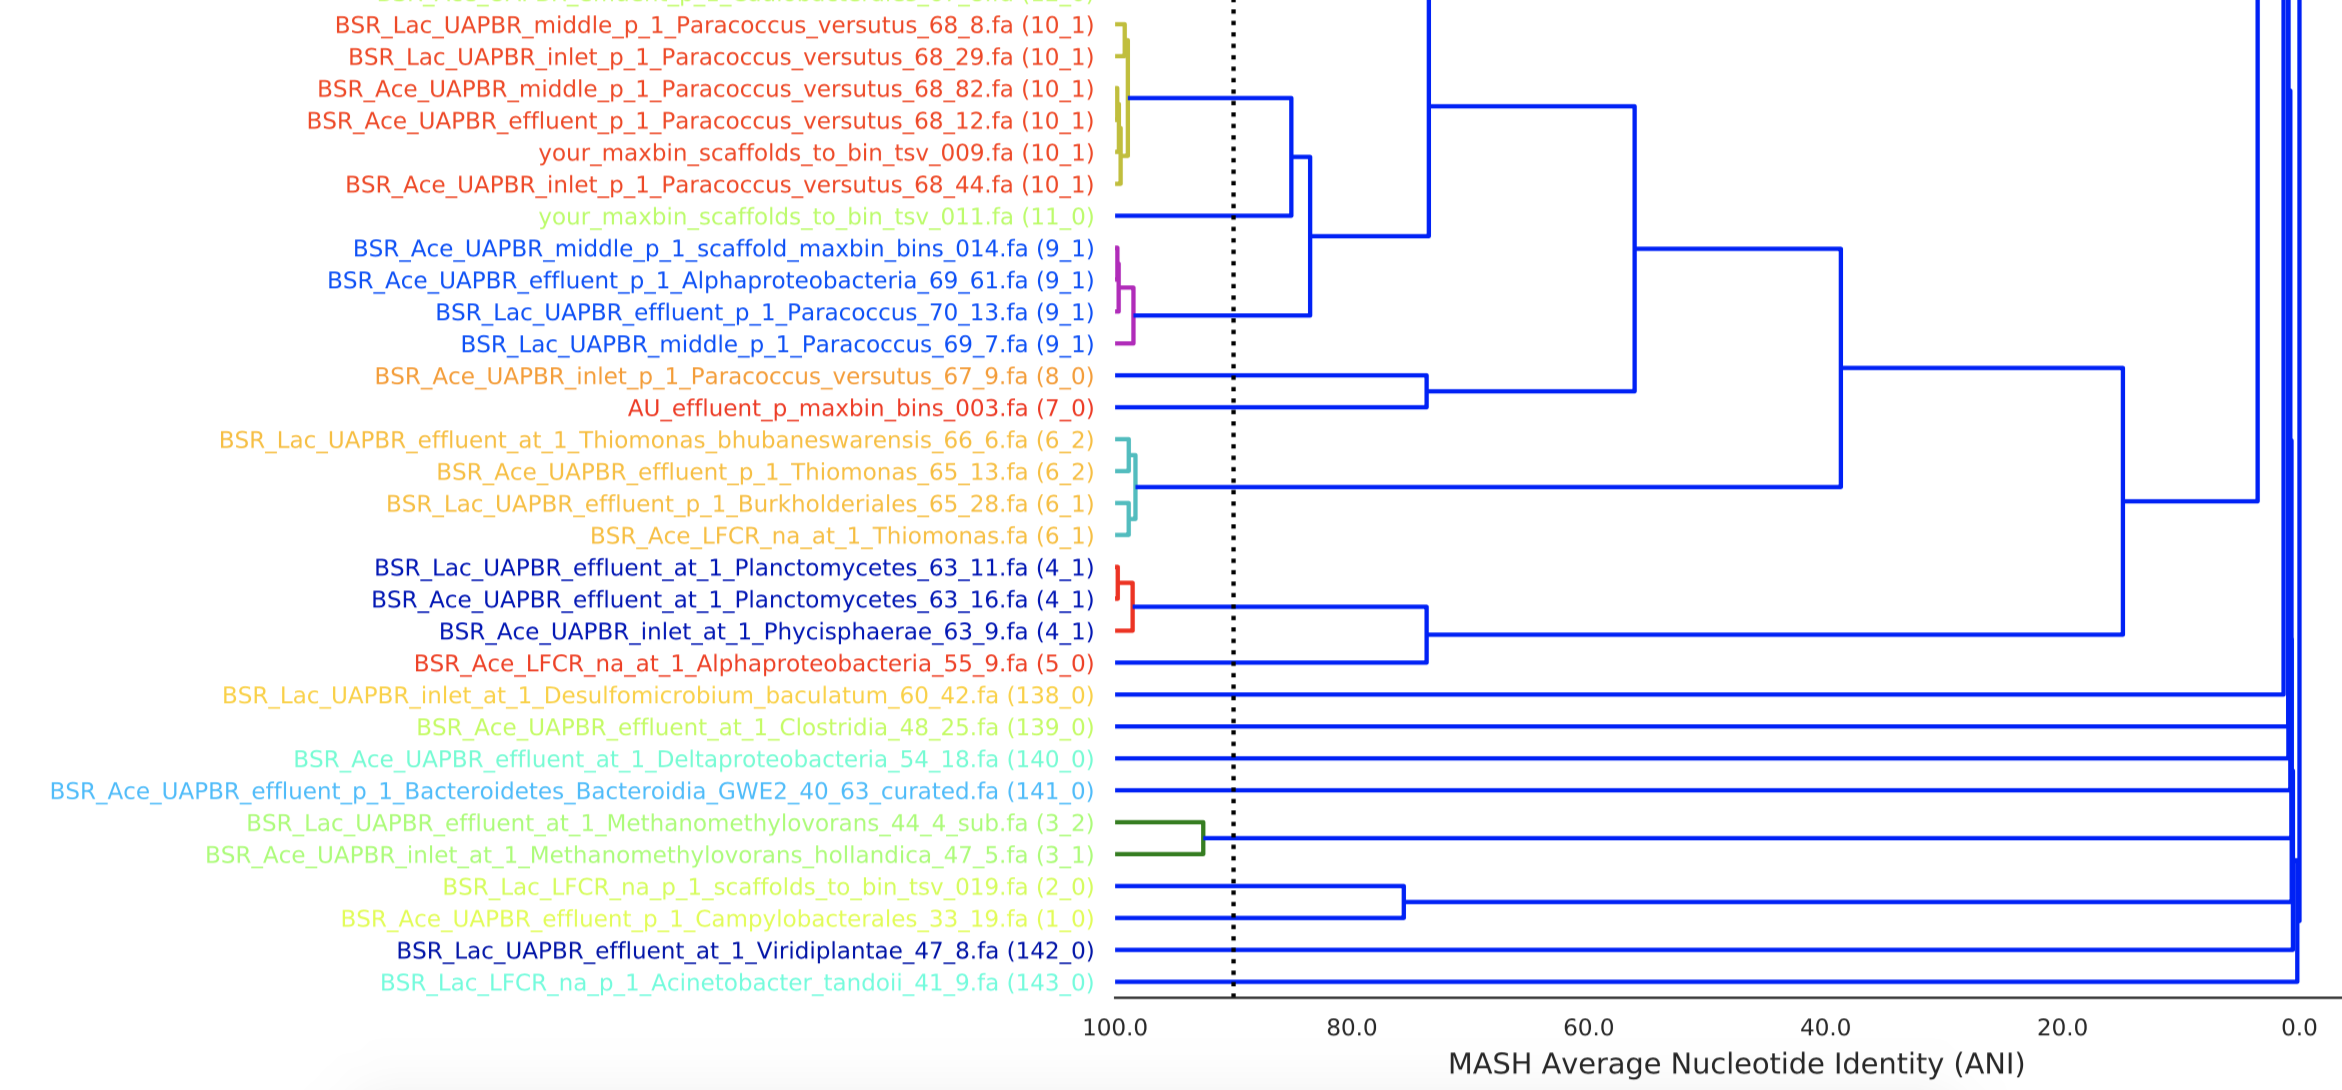 BSR_Lac_UAPBR_middle_p_1_Paracoccus_versutus_68_8.fa (10_1)
BSR_Lac_UAPBR_inlet_p_1_Paracoccus_versutus_68_29.fa (10_1)
BSR_Ace_UAPBR_middle_p_1_Paracoccus_versutus_68_82.fa (10_1)
BSR_Ace_UAPBR_effluent_p_1_Paracoccus_versutus_68_12.fa (10_1)
your_maxbin_scaffolds_to_bin_tsv_009.fa (10_1)
BSR_Ace_UAPBR_inlet_p_1_Paracoccus_versutus_68_44.fa (10_1)
your_maxbin_scaffolds_to_bin_tsv_011.fa (11_0)
BSR_Ace_UAPBR_middle_p_1_scaffold_maxbin_bins_014.fa (9_1)
BSR_Ace_UAPBR_effluent_p_1_Alphaproteobacteria_69_61.fa (9_1)
BSR_Lac_UAPBR_effluent_p_1_Paracoccus_70_13.fa (9_1)
BSR_Lac_UAPBR_middle_p_1_Paracoccus_69_7.fa (9_1)
BSR_Ace_UAPBR_inlet_p_1_Paracoccus_versutus_67_9.fa (8_0)
AU_effluent_p_maxbin_bins_003.fa (7_0)
BSR_Lac_UAPBR_effluent_at_1_Thiomonas_bhubaneswarensis_66_6.fa (6_2)
BSR_Ace_UAPBR_effluent_p_1_Thiomonas_65_13.fa (6_2)
BSR_Lac_UAPBR_effluent_p_1_Burkholderiales_65_28.fa (6_1)
BSR_Ace_LFCR_na_at_1_Thiomonas.fa (6_1)
BSR_Lac_UAPBR_effluent_at_1_Planctomycetes_63_11.fa (4_1)
BSR_Ace_UAPBR_effluent_at_1_Planctomycetes_63_16.fa (4_1)
BSR_Ace_UAPBR_inlet_at_1_Phycisphaerae_63_9.fa (4_1)
BSR_Ace_LFCR_na_at_1_Alphaproteobacteria_55_9.fa (5_0)
BSR_Lac_UAPBR_inlet_at_1_Desulfomicrobium_baculatum_60_42.fa (138_0)
BSR_Ace_UAPBR_effluent_at_1_Clostridia_48_25.fa (139_0)
BSR_Ace_UAPBR_effluent_at_1_Deltaproteobacteria_54_18.fa (140_0)
BSR_Ace_UAPBR_effluent_p_1_Bacteroidetes_Bacteroidia_GWE2_40_63_curated.fa (141_0)
BSR_Lac_UAPBR_effluent_at_1_Methanomethylovorans_44_4_sub.fa (3_2)
BSR_Ace_UAPBR_inlet_at_1_Methanomethylovorans_hollandica_47_5.fa (3_1)
BSR_Lac_LFCR_na_p_1_scaffolds_to_bin_tsv_019.fa (2_0)
BSR_Ace_UAPBR_effluent_p_1_Campylobacterales_33_19.fa (1_0)
BSR_Lac_UAPBR_effluent_at_1_Viridiplantae_47_8.fa (142_0)
BSR_Lac_LFCR_na_p_1_Acinetobacter_tandoii_41_9.fa (143_0)
100.0 80.0 60.0 40.0 20.0 0.0
MASH Average Nucleotide Identity (ANI)